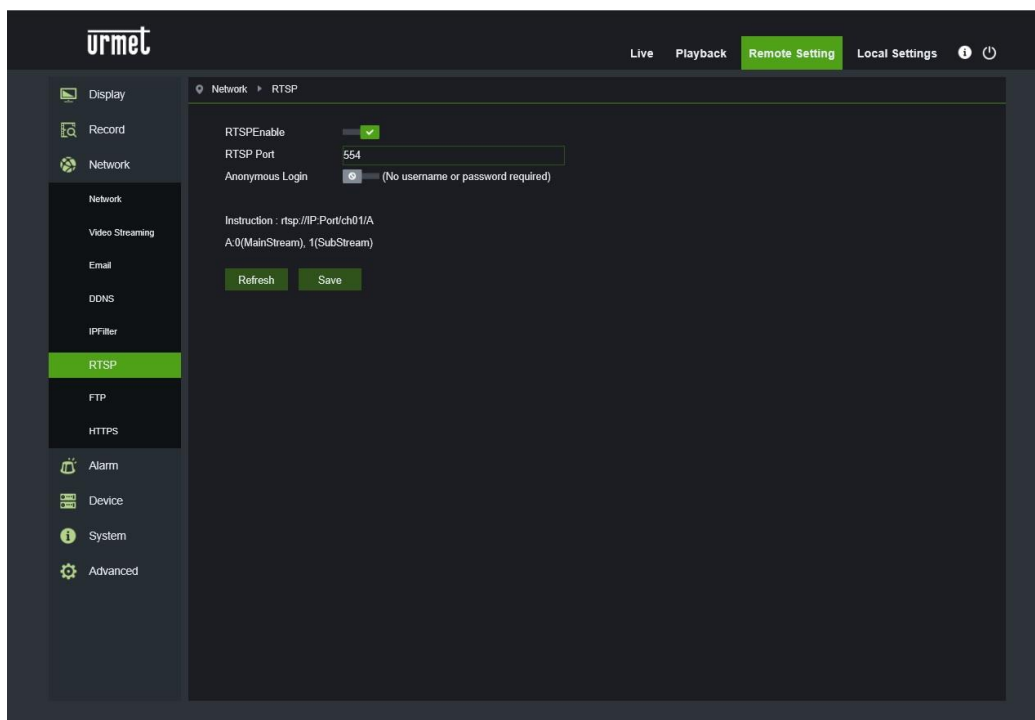 urmet
Live Playback Remote Setting Local Settings
Display
Record
Network
Network
Video Streaming
Email
DDNS
IPFilter
RTSP
FTP
HTTPS
Alarm
Device
System
Advanced
Network RTSP
RTSPEnable
RTSP Port 554
Anonymous Login (No username or password required)
Instruction : rtsp://IP:Port/ch01/A
A:0(MainStream), 1(SubStream)
Refresh Save